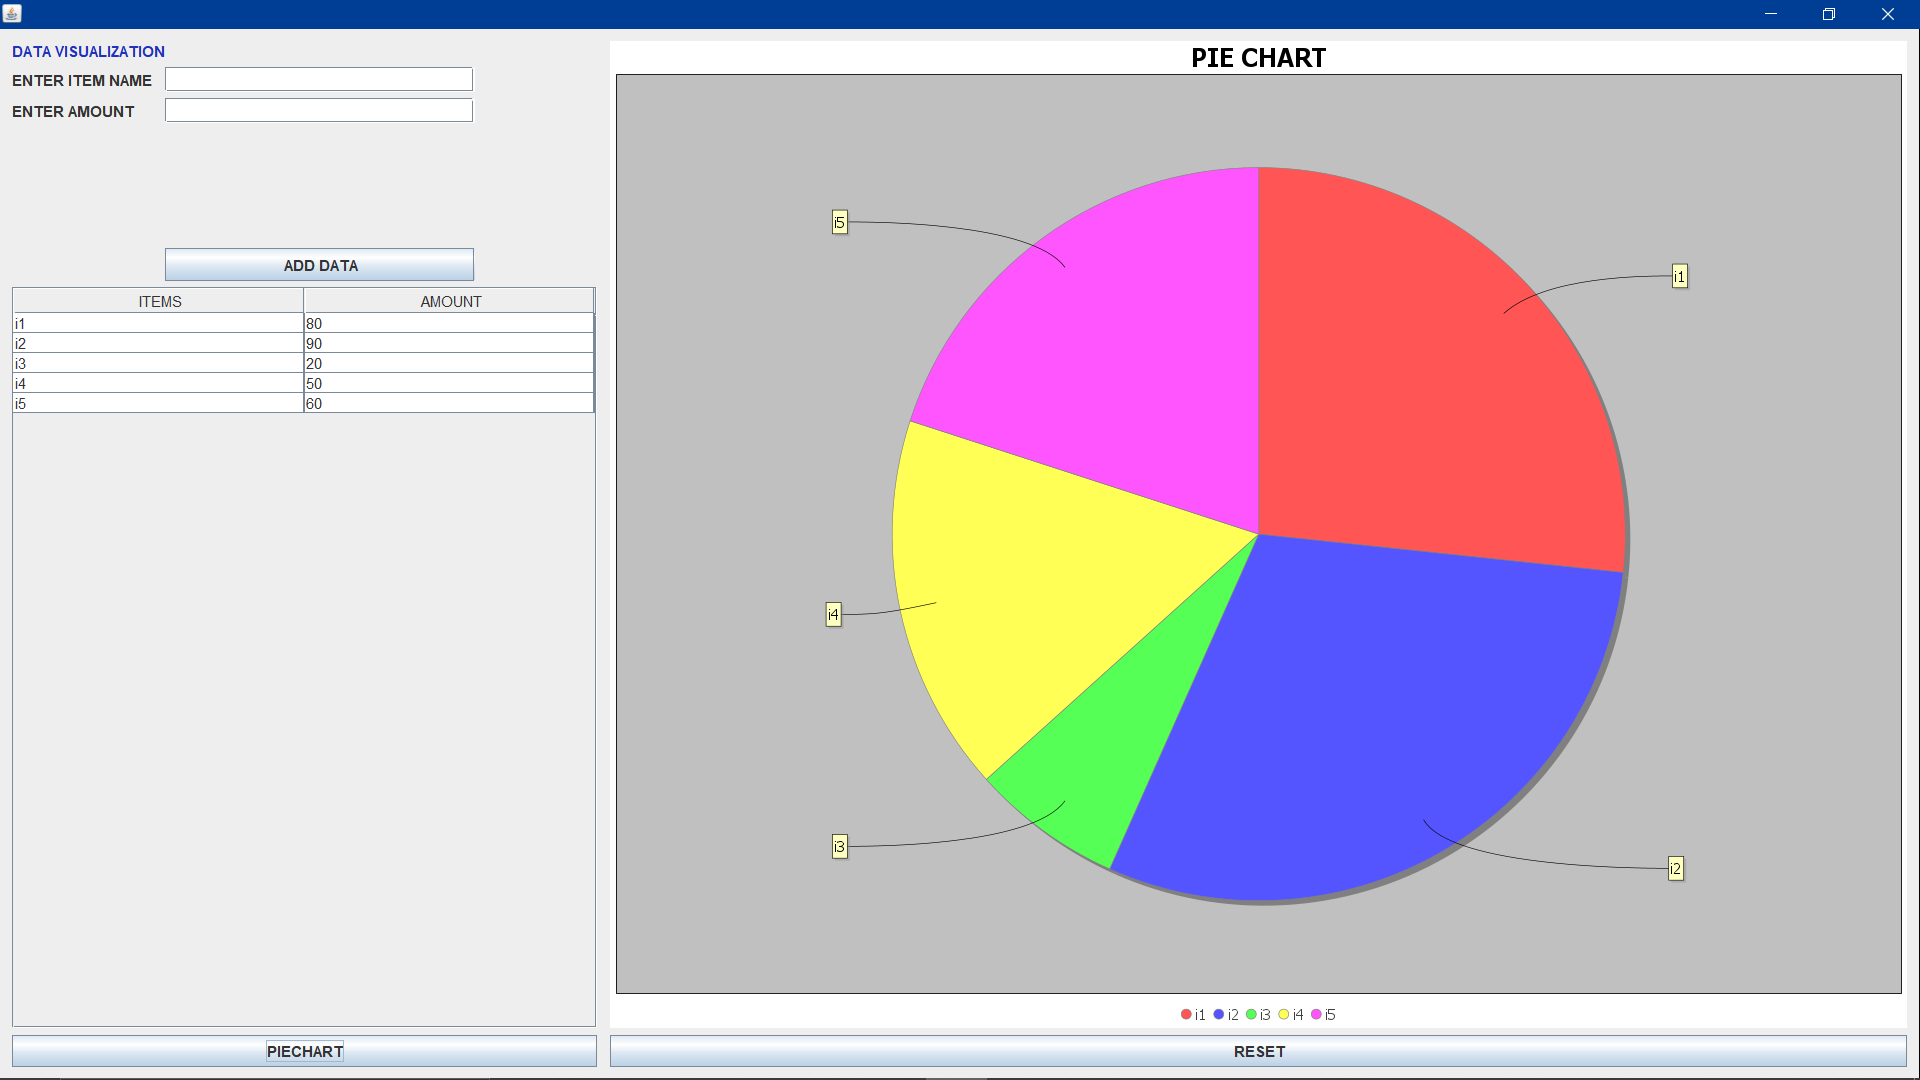 DATA VISUALIZATION
ENTER ITEM NAME
ENTER AMOUNT
ADD DATA
ITEMS AMOUNT
i1 80
i2 90
i3 20
i4 50
i5 60
PIECHART
PIE CHART
i5
i1
i4
i3
i2
i1 i2 i3 i4 i5
RESET